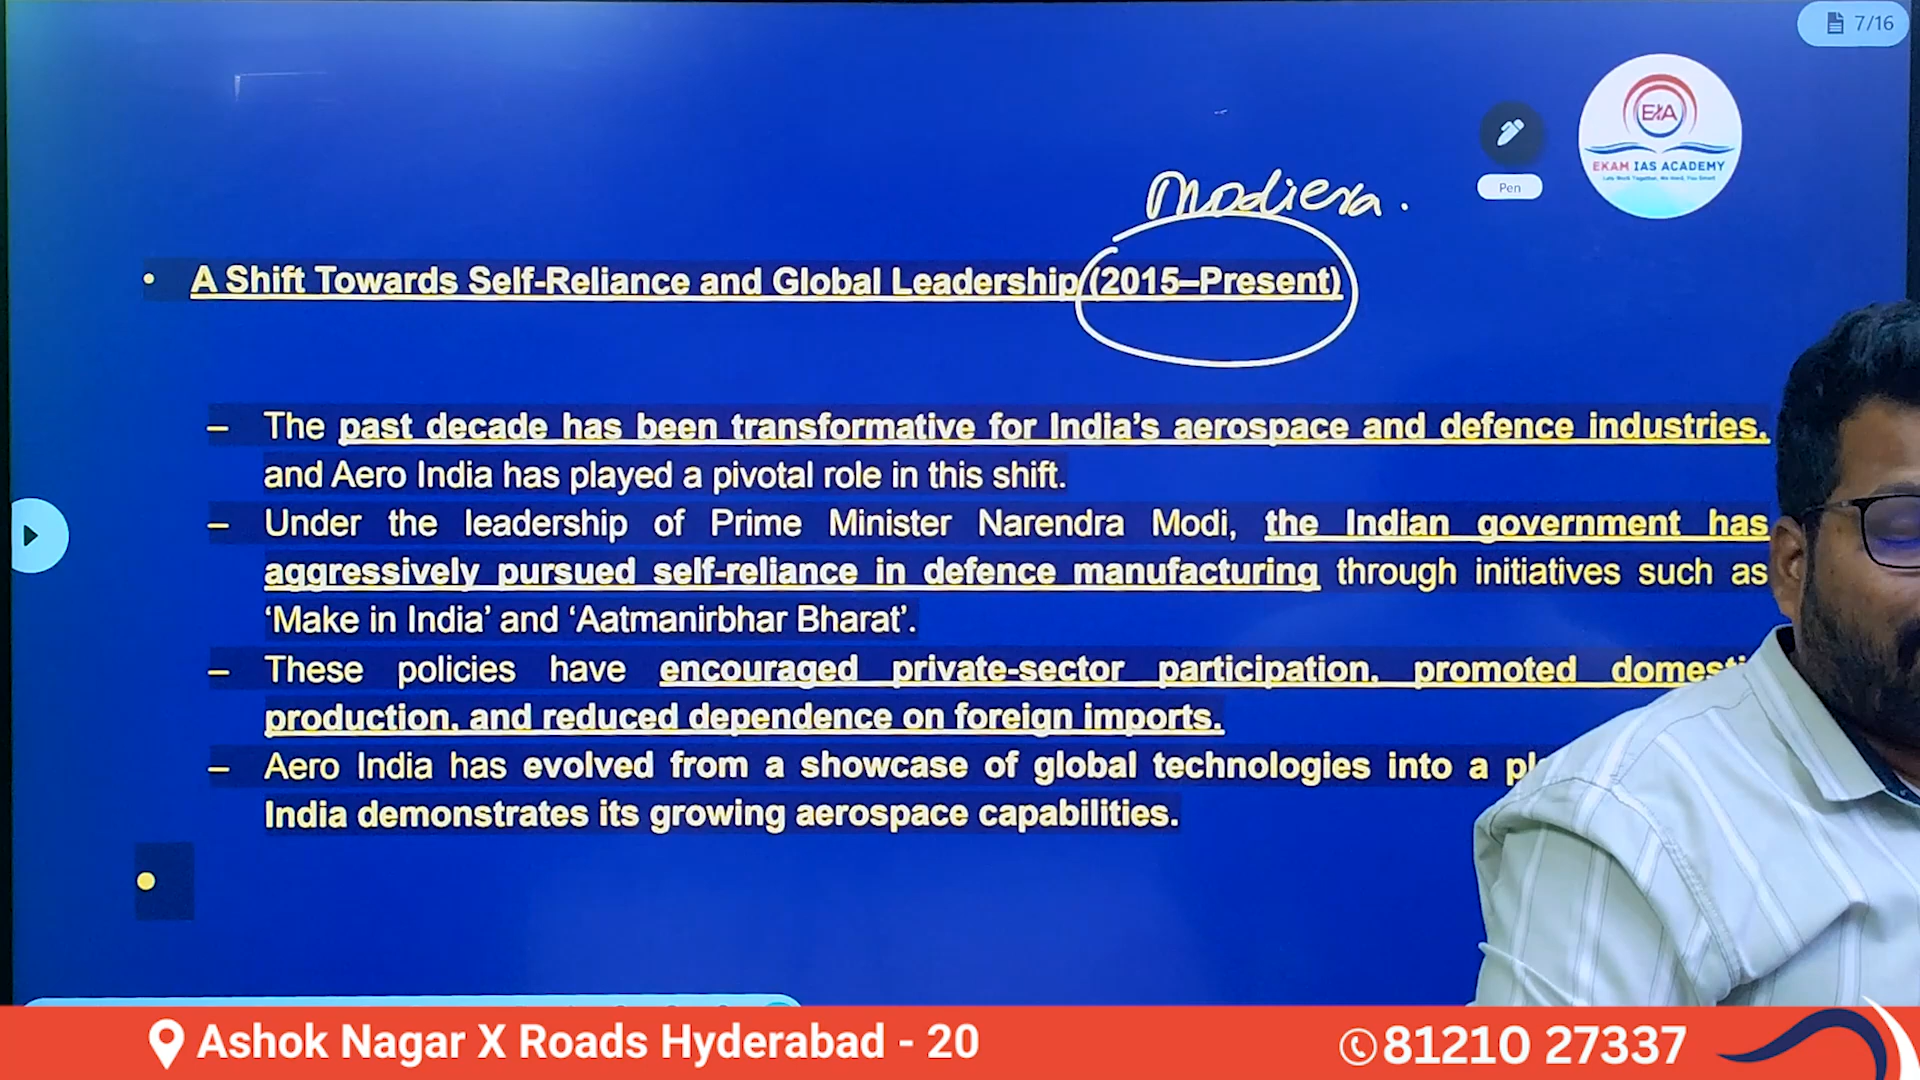 7/16
EKAM IAS ACADEMY
Pen
Modi era.
• A Shift Towards Self-Reliance and Global Leadership (2015–Present)
– The past decade has been transformative for India’s aerospace and defence industries,
and Aero India has played a pivotal role in this shift.
– Under the leadership of Prime Minister Narendra Modi, the Indian government has
aggressively pursued self-reliance in defence manufacturing through initiatives such as
‘Make in India’ and ‘Aatmanirbhar Bharat’.
– These policies have encouraged private-sector participation, promoted
production, and reduced dependence on foreign imports.
– Aero India has evolved from a showcase of global technologies into a
India demonstrates its growing aerospace capabilities.
Ashok Nagar X Roads Hyderabad - 20
81210 27337